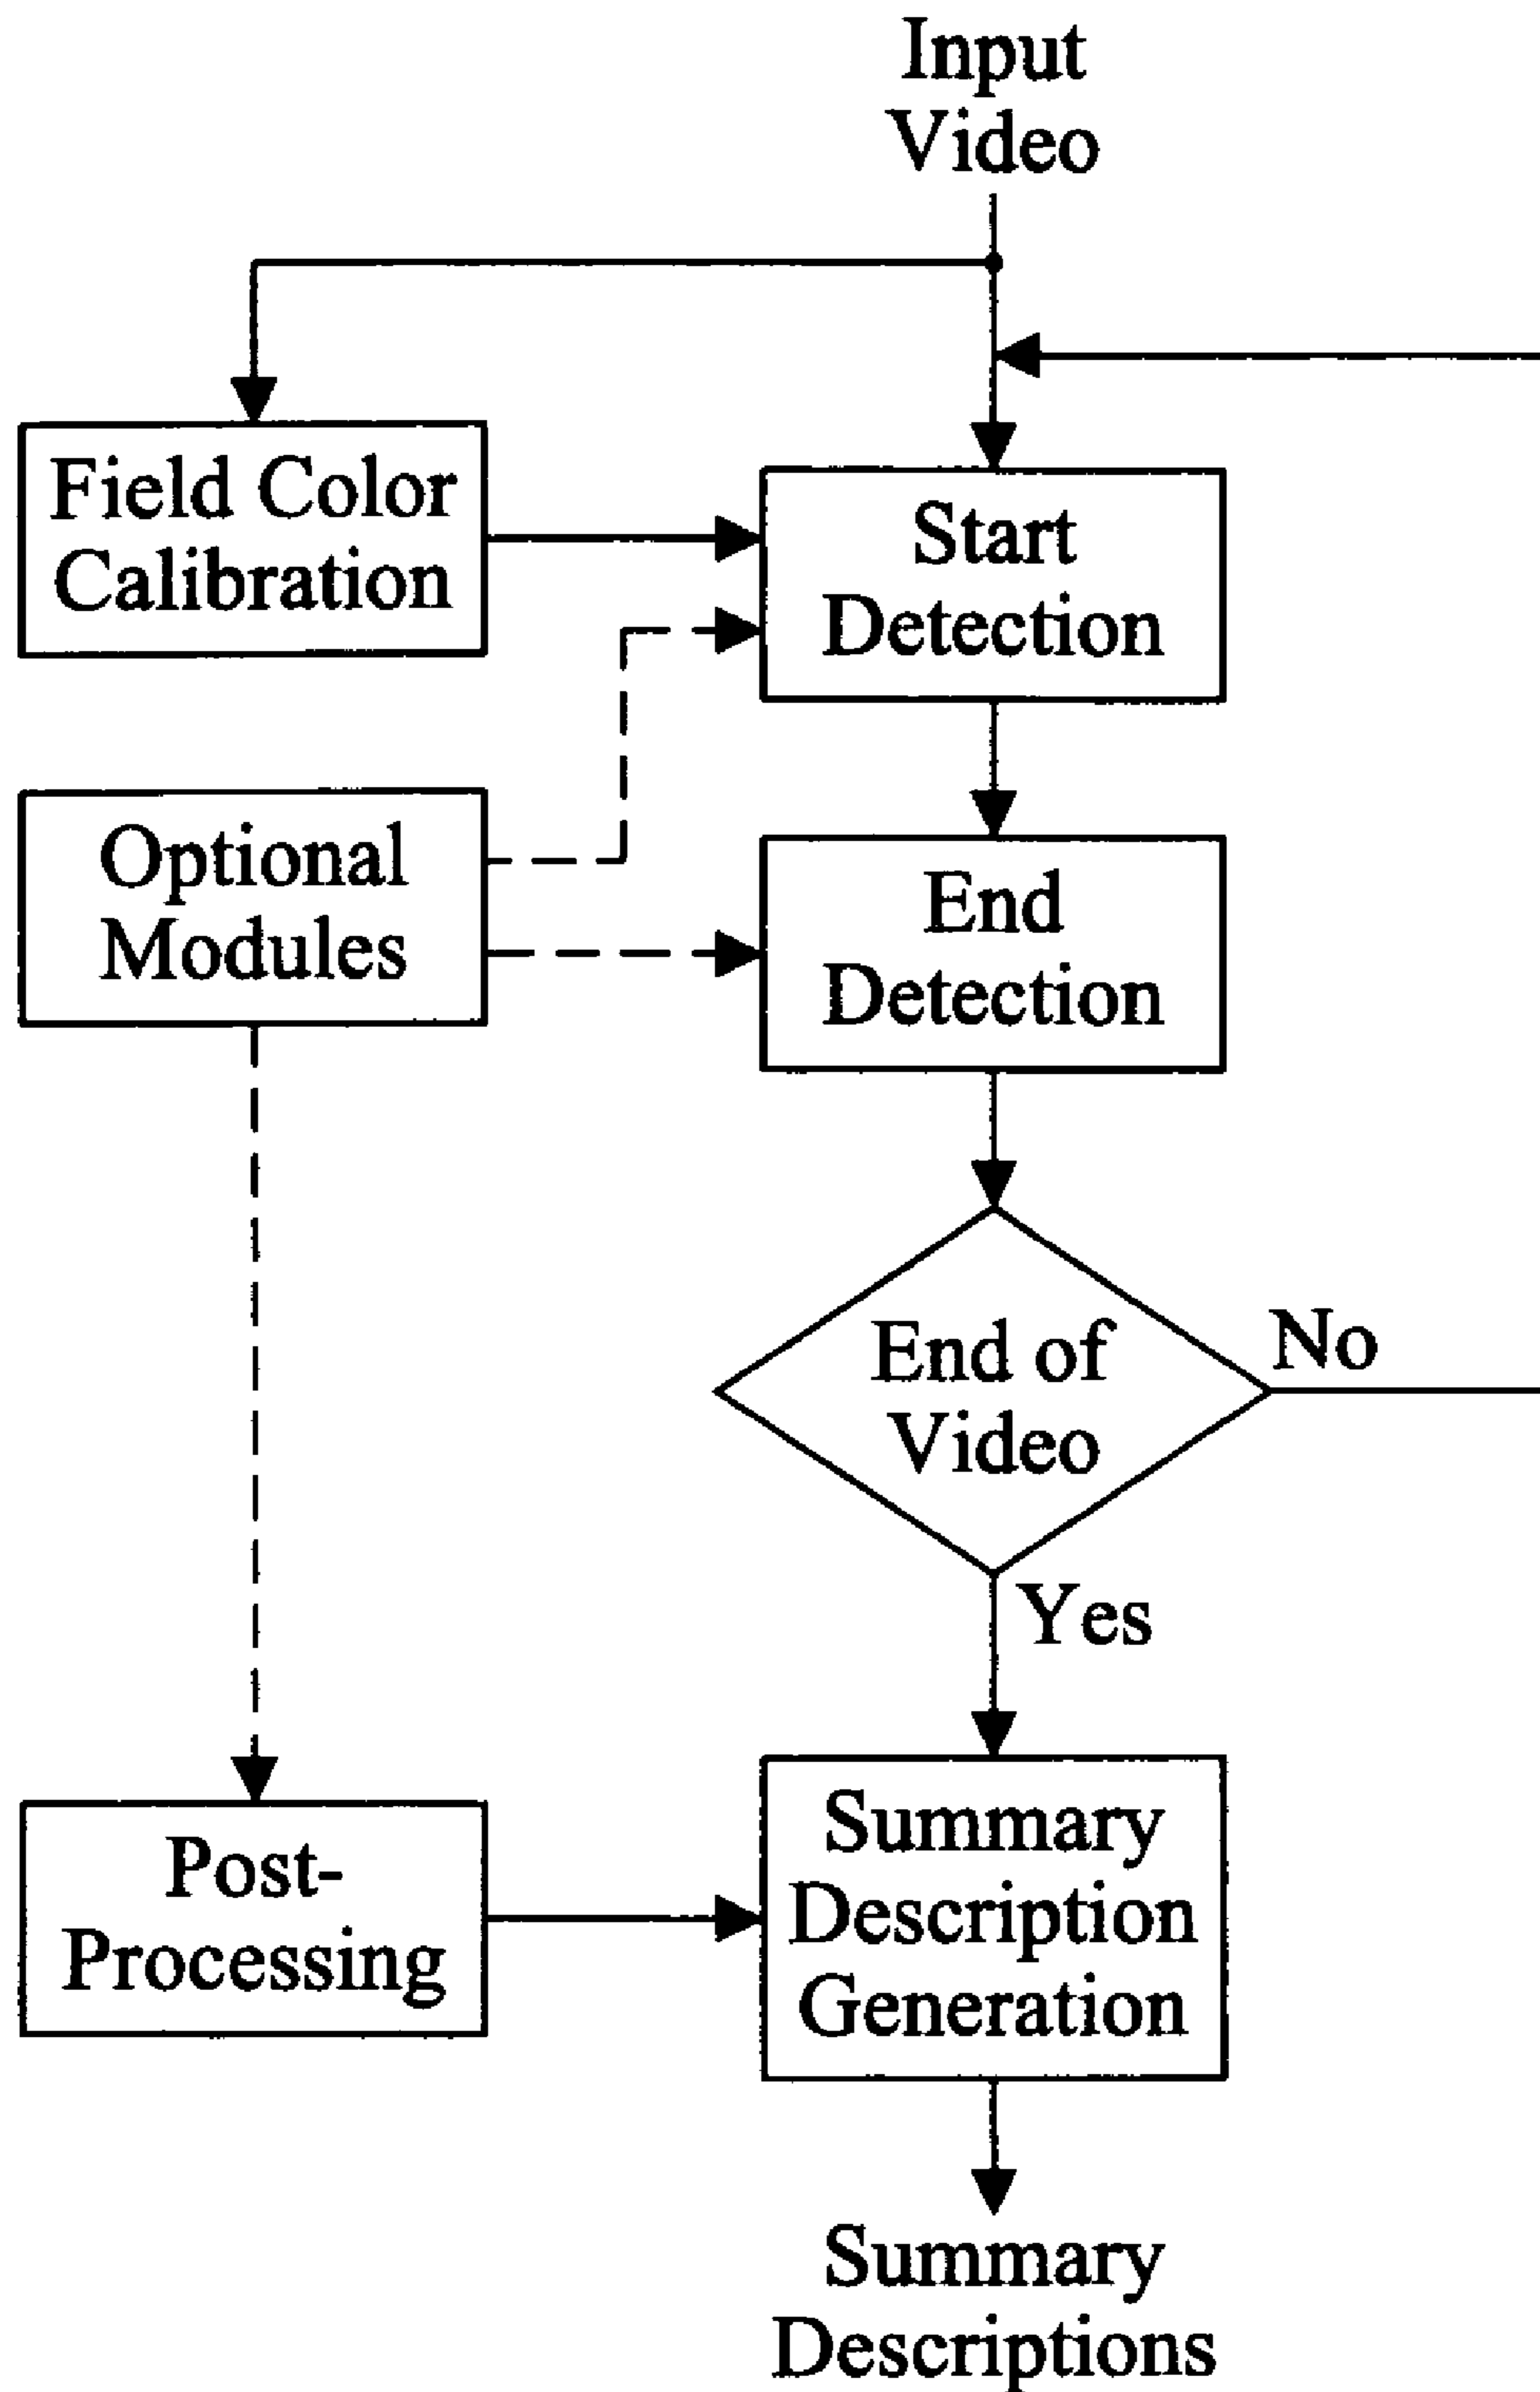 Input
Video
Field Color
Calibration
Start
Detection
Optional
Modules
End
Detection
End of
Video
No
Yes
Post-
Processing
Summary
Description
Generation
Summary
Descriptions